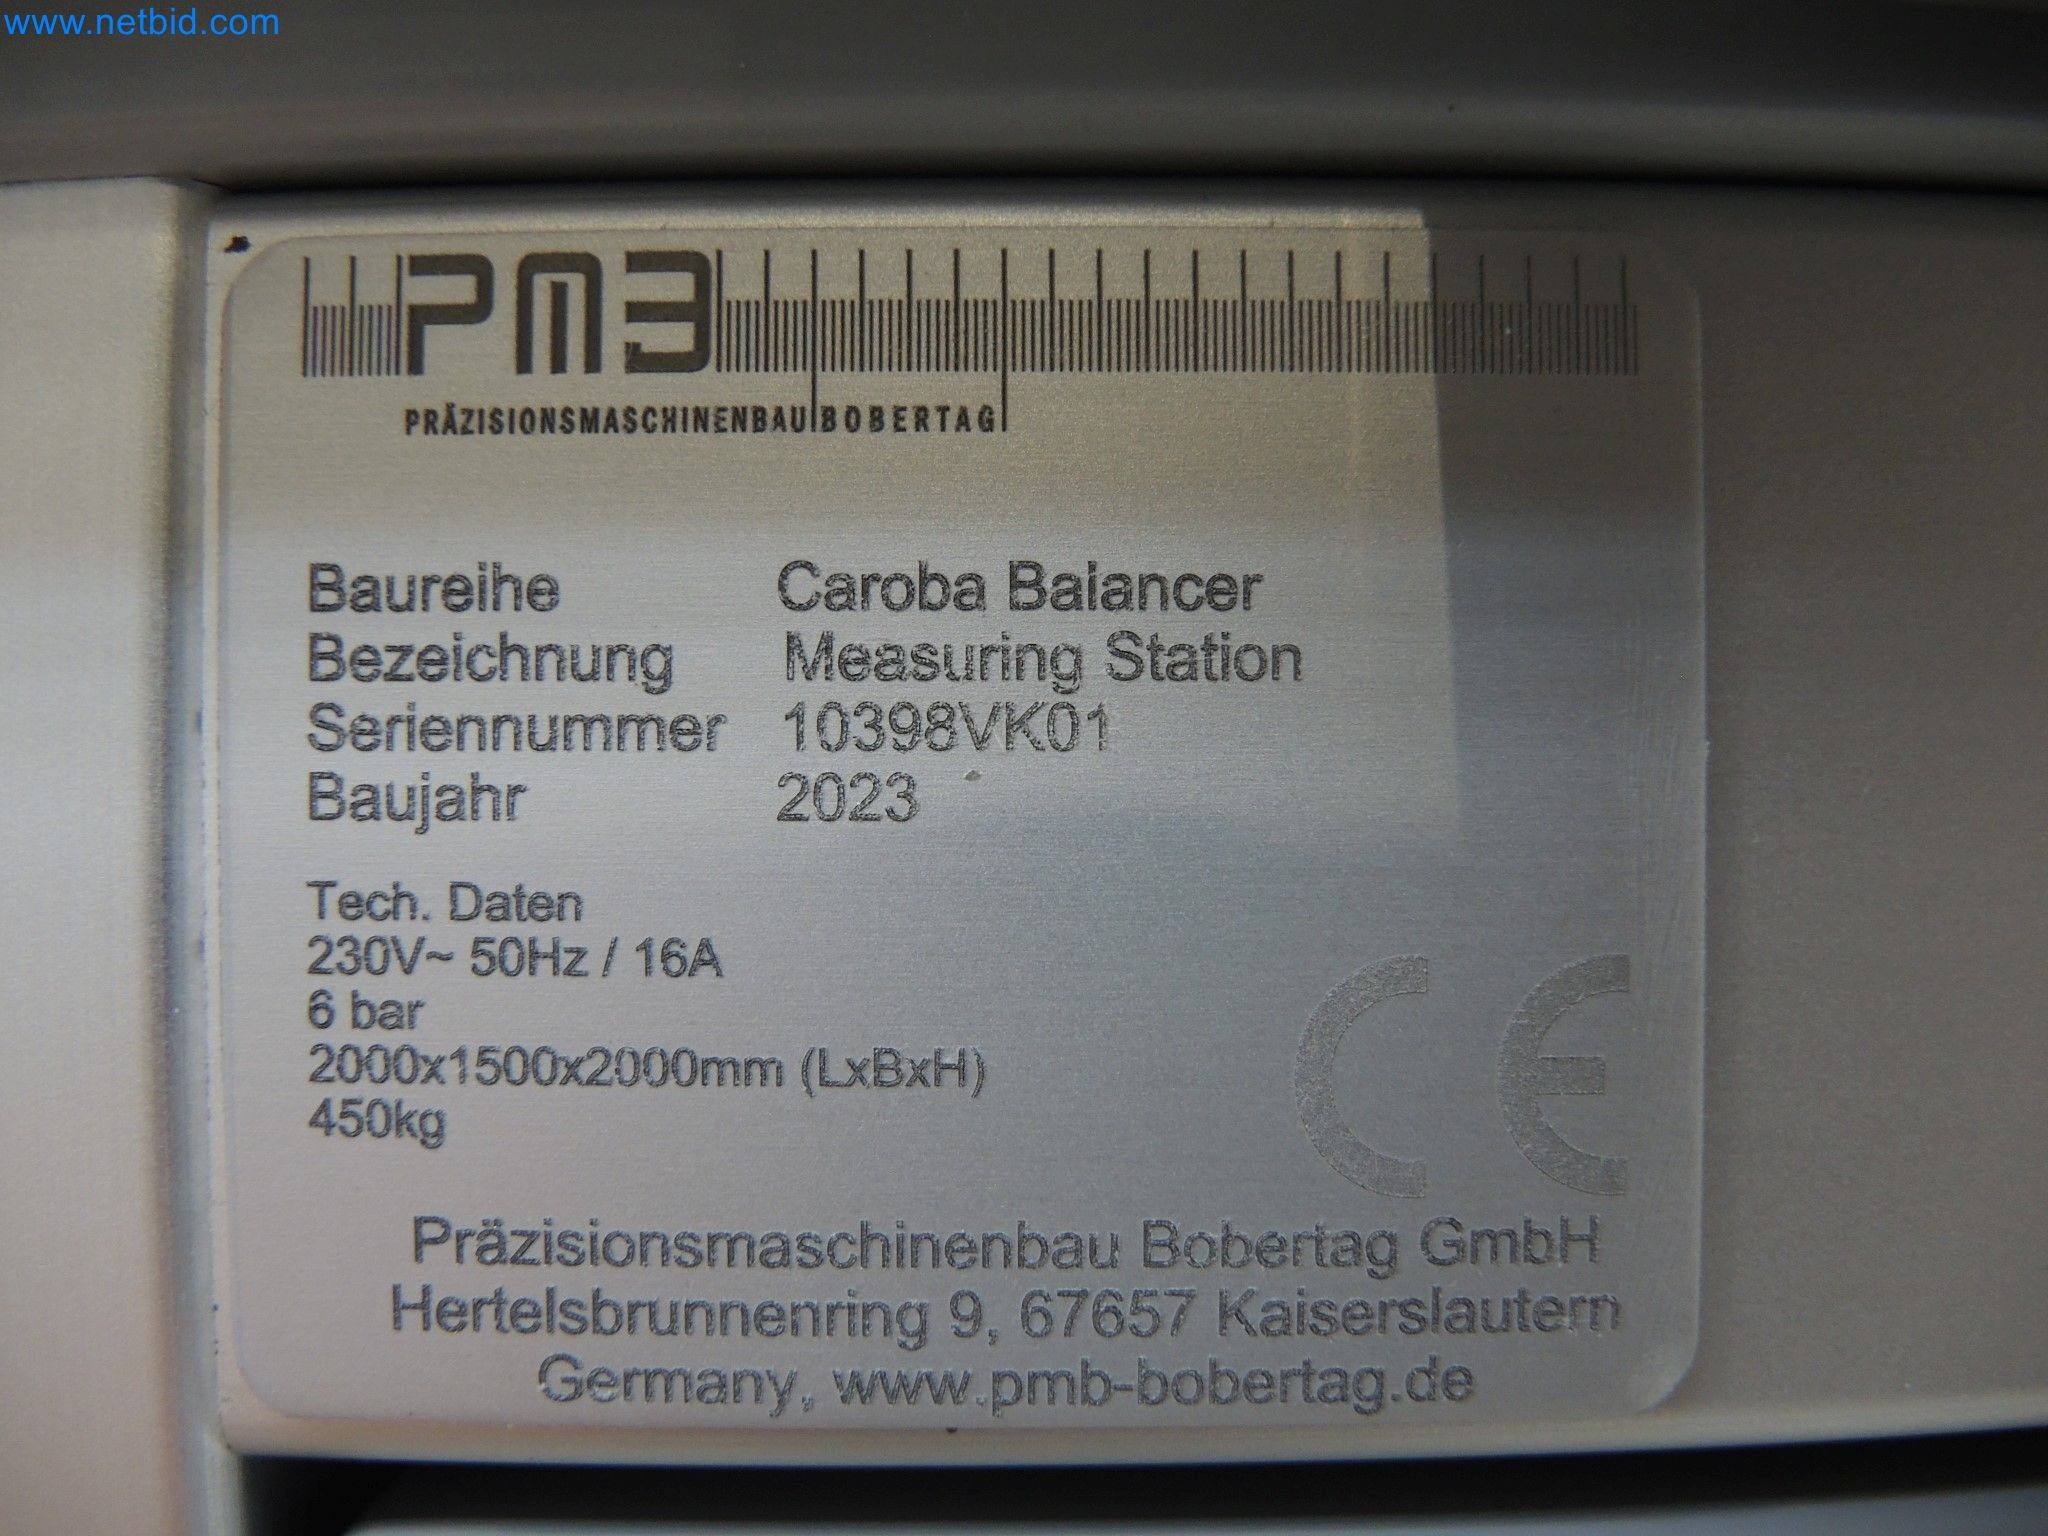 www.netbid.com
PMB
PRÄZISIONSMASCHINENBAU BOBERTAG
Baureihe Caroba Balancer
Bezeichnung Measuring Station
Seriennummer 10398VK01
Baujahr 2023
Tech. Daten
230V~ 50Hz / 16A
6 bar
2000x1500x2000mm (LxBxH)
450kg
CE
Präzisionsmaschinenbau Bobertag GmbH
Hertelsbrunnenring 9, 67657 Kaiserslautern
Germany, www.pmb-bobertag.de